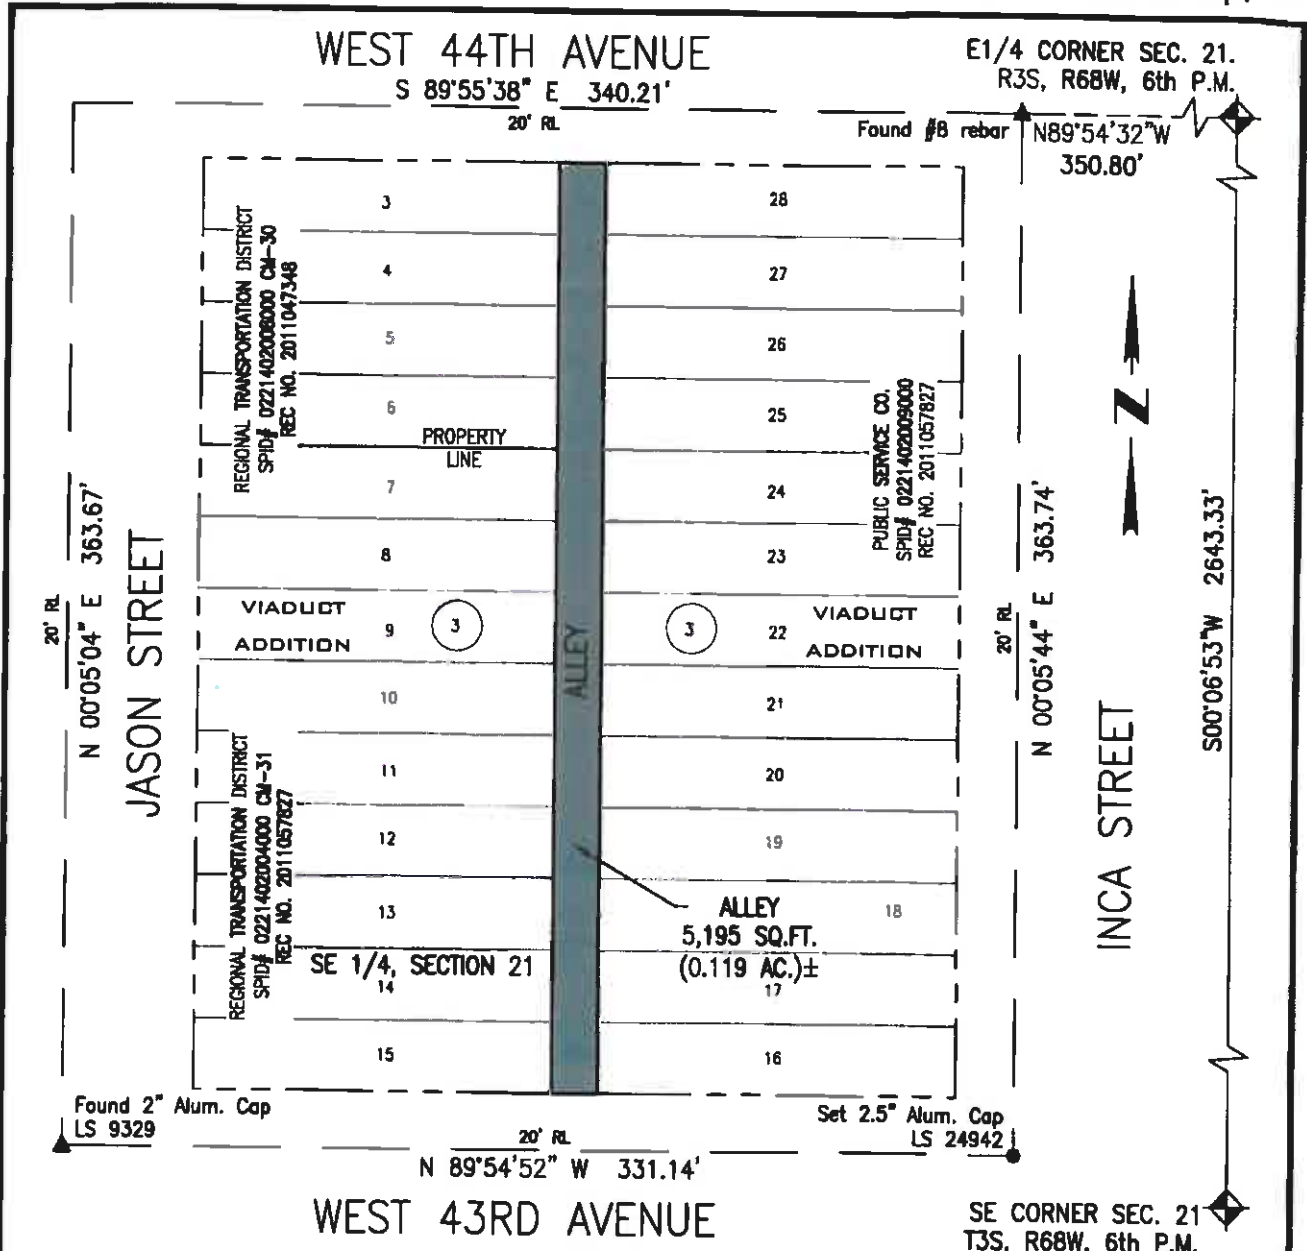 WEST 44TH AVENUE
S 89°55'38" E 340.21'
20' RL
E1/4 CORNER SEC. 21.
R3S, R68W, 6th P.M.
Found #8 rebar
N89°54'32"W
350.80'
3
28
4
27
5
26
6
25
PROPERTY
LINE
7
24
8
23
VIADUCT
ADDITION
9
3
3
22
VIADUCT
ADDITION
10
21
11
20
12
19
13
18
14
17
15
16
REGIONAL TRANSPORTATION DISTRICT
SPID# 0221402008000 CM-30
REC NO. 2011047348
PUBLIC SERVICE CO.
SPID# 0221402009000
REC NO. 2011057827
REGIONAL TRANSPORTATION DISTRICT
SPID# 0221402004000 CM-31
REC NO. 2011057827
ALLEY
ALLEY
5,195 SQ.FT.
(0.119 AC.)±
SE 1/4, SECTION 21
20' RL
N 00°05'04" E 363.67'
JASON STREET
20' RL
N 00°05'44" E 363.74'
INCA STREET
N
S00°06'53"W 2643.33'
Found 2" Alum. Cap
LS 9329
Set 2.5" Alum. Cap
LS 24942
20' RL
N 89°54'52" W 331.14'
WEST 43RD AVENUE
SE CORNER SEC. 21
T3S, R68W, 6th P.M.